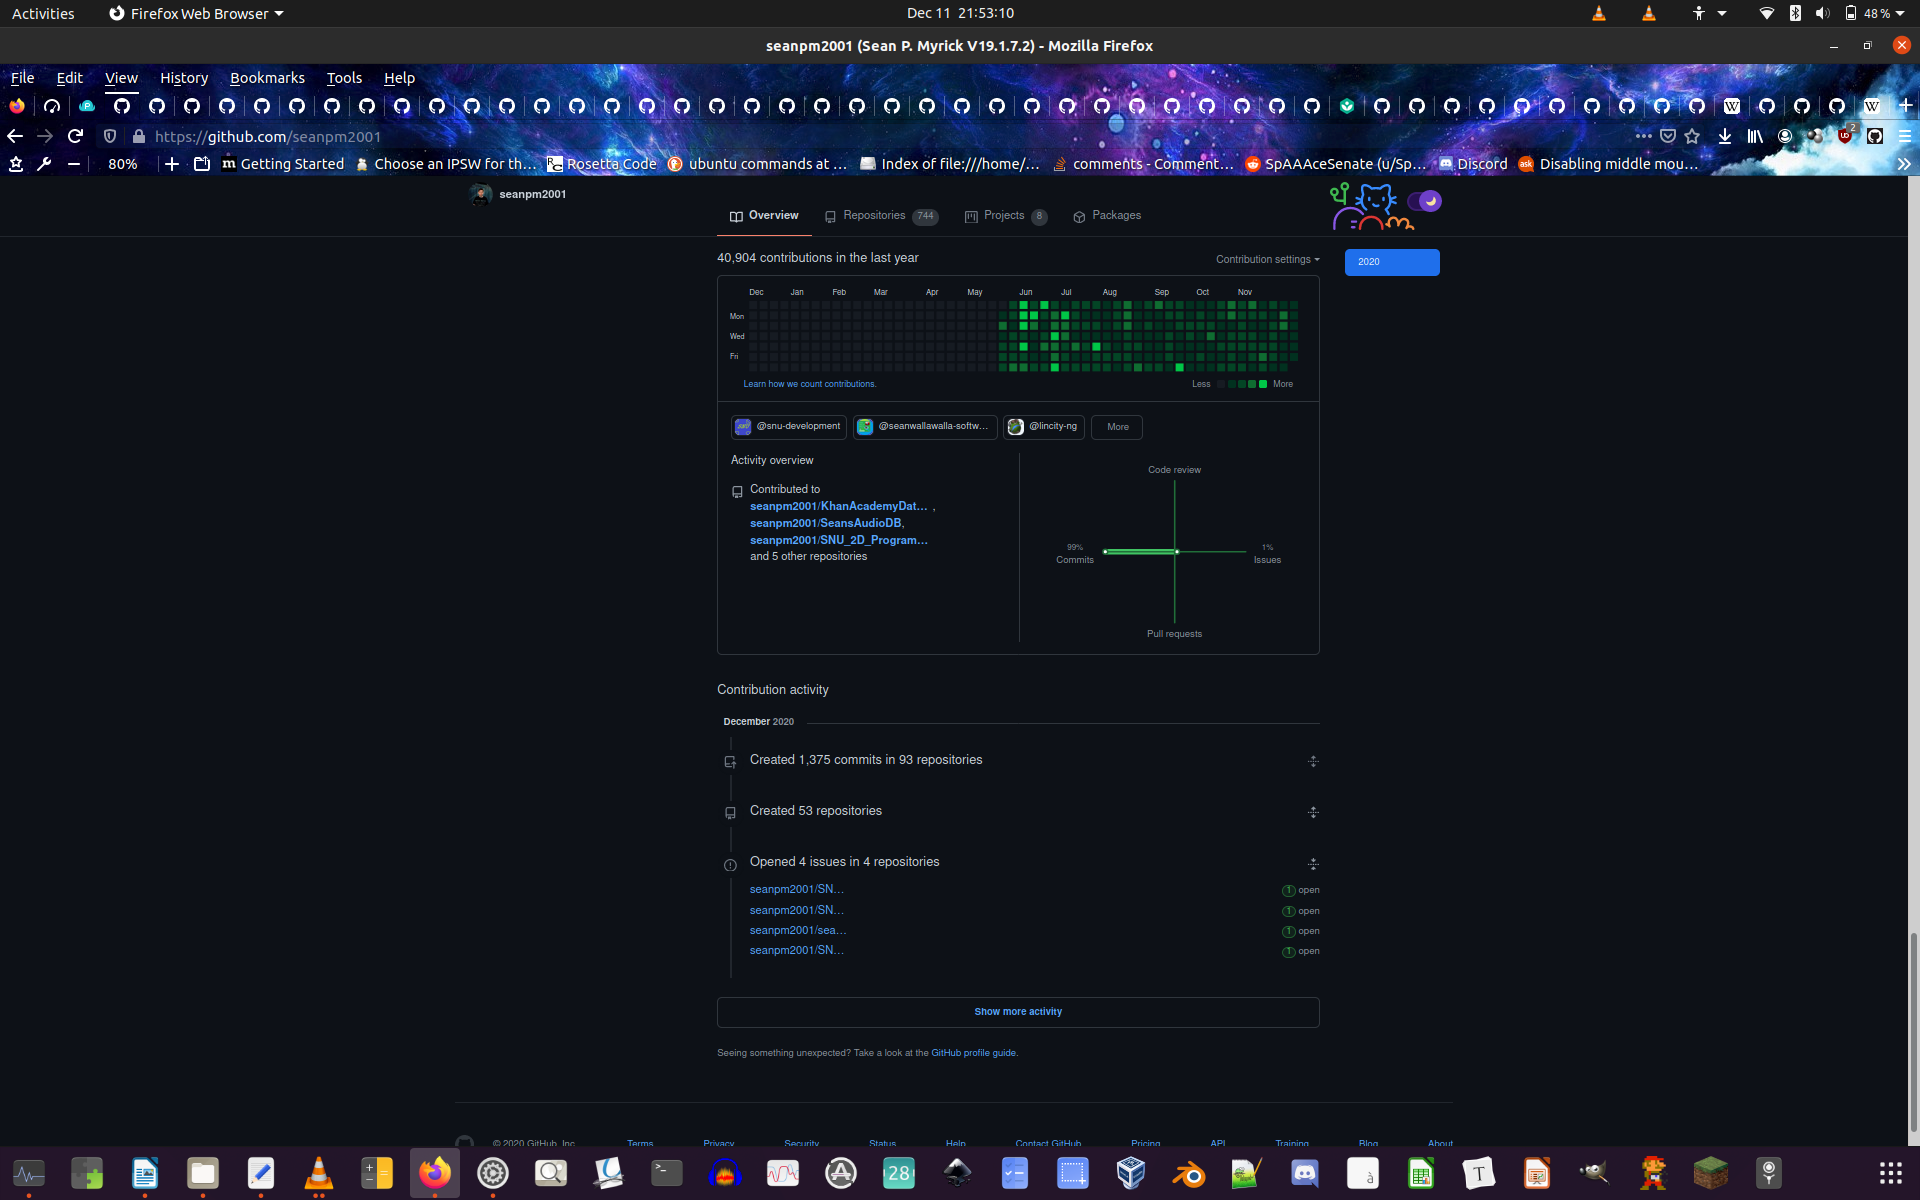 Activities
Firefox Web Browser
Dec 11 21:53:10
48 %
seanpm2001 (Sean P. Myrick V19.1.7.2) - Mozilla Firefox
File Edit View History Bookmarks Tools Help
https://github.com/seanpm2001
2
80%
Getting Started
Choose an IPSW for th…
Rosetta Code
ubuntu commands at …
Index of file:///home/…
comments - Comment…
SpAAAceSenate (u/Sp…
Discord
Disabling middle mou…
seanpm2001
Overview
Repositories 744
Projects 8
Packages
40,904 contributions in the last year
Contribution settings
2020
Dec Jan Feb Mar Apr May Jun Jul Aug Sep Oct Nov
Mon
Wed
Fri
Learn how we count contributions.
Less More
@snu-development
@seanwallawalla-softw…
@lincity-ng
More
Activity overview
Contributed to
seanpm2001/KhanAcademyDat… ,
seanpm2001/SeansAudioDB,
seanpm2001/SNU_2D_Program…
and 5 other repositories
Code review
99%
Commits
1%
Issues
Pull requests
Contribution activity
December 2020
Created 1,375 commits in 93 repositories
Created 53 repositories
Opened 4 issues in 4 repositories
seanpm2001/SN… 1 open
seanpm2001/SN… 1 open
seanpm2001/sea… 1 open
seanpm2001/SN… 1 open
Show more activity
Seeing something unexpected? Take a look at the GitHub profile guide.
© 2020 GitHub, Inc. Terms Privacy Security Status Help Contact GitHub Pricing API Training Blog About
28